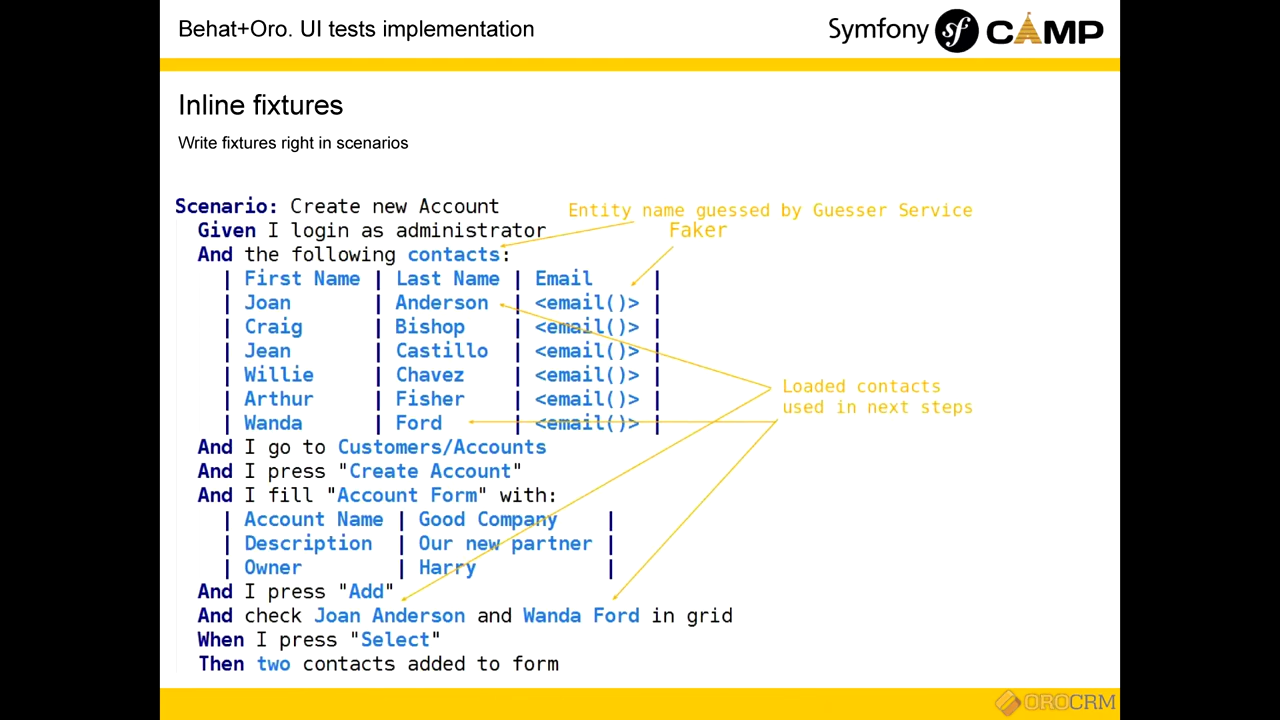 Behat+Oro. UI tests implementation
Symfony sf CAMP
Inline fixtures
Write fixtures right in scenarios
Scenario: Create new Account
Entity name guessed by Guesser Service
Given I login as administrator
Faker
And the following contacts:
| First Name | Last Name | Email |
| Joan | Anderson | <email()> |
| Craig | Bishop | <email()> |
| Jean | Castillo | <email()> |
| Willie | Chavez | <email()> |
| Arthur | Fisher | <email()> |
| Wanda | Ford | <email()> |
Loaded contacts
used in next steps
And I go to Customers/Accounts
And I press "Create Account"
And I fill "Account Form" with:
| Account Name | Good Company |
| Description | Our new partner |
| Owner | Harry |
And I press "Add"
And check Joan Anderson and Wanda Ford in grid
When I press "Select"
Then two contacts added to form
OROCRM